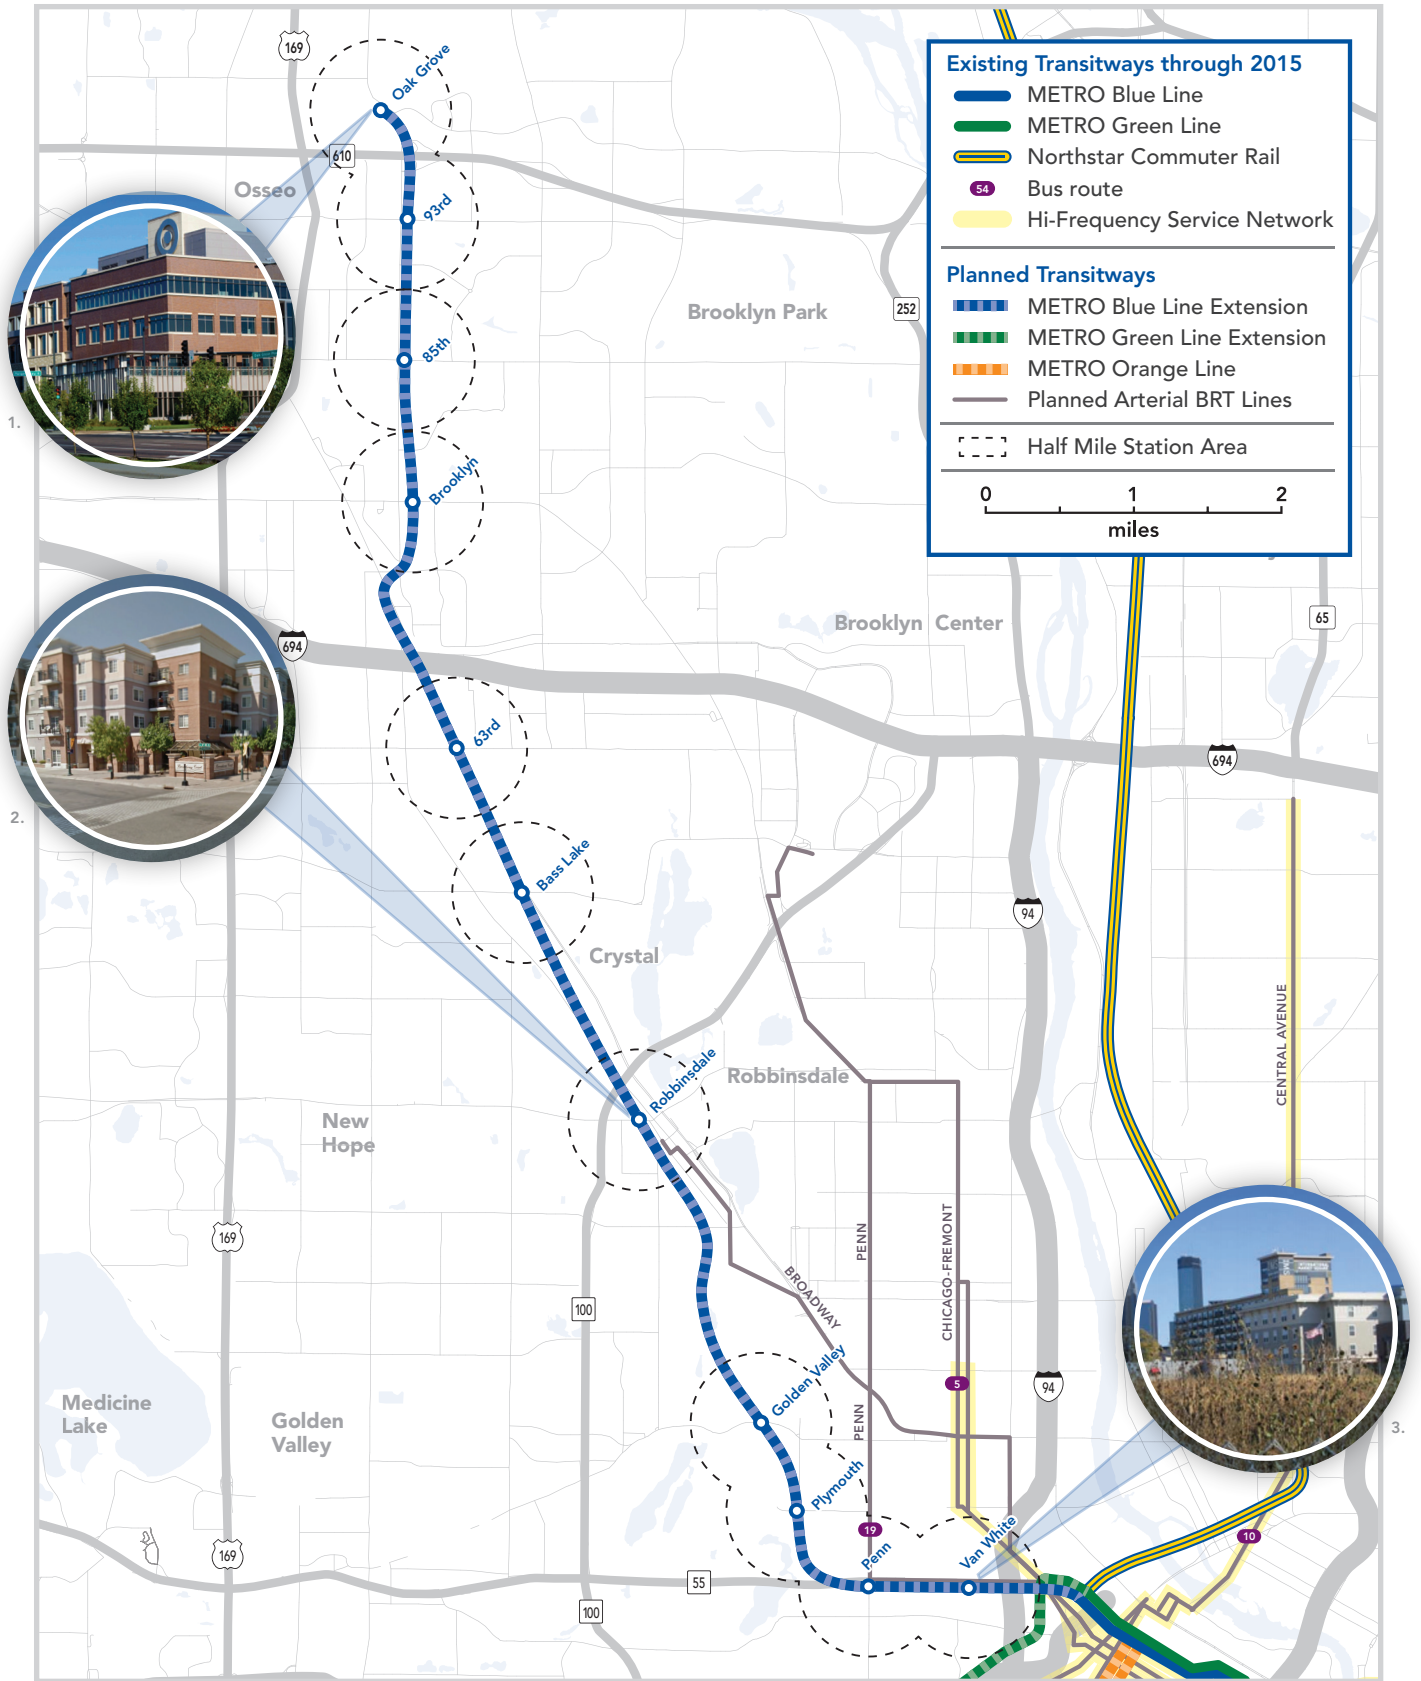 Existing Transitways through 2015
METRO Blue Line
METRO Green Line
Northstar Commuter Rail
54
Bus route
Hi-Frequency Service Network
Planned Transitways
METRO Blue Line Extension
METRO Green Line Extension
METRO Orange Line
Planned Arterial BRT Lines
Half Mile Station Area
0 1 2
miles
169
Oak Grove
610
Osseo
93rd
Brooklyn Park
252
85th
1.
Brooklyn
Brooklyn Center
65
694
63rd
694
2.
Bass Lake
94
Crystal
CENTRAL AVENUE
Robbinsdale
Robbinsdale
New
Hope
169
PENN
CHICAGO-FREMONT
BROADWAY
100
Golden Valley
5
94
Medicine
Lake
Golden
Valley
PENN
3.
Plymouth
19
Penn
Van White
10
169
55
100